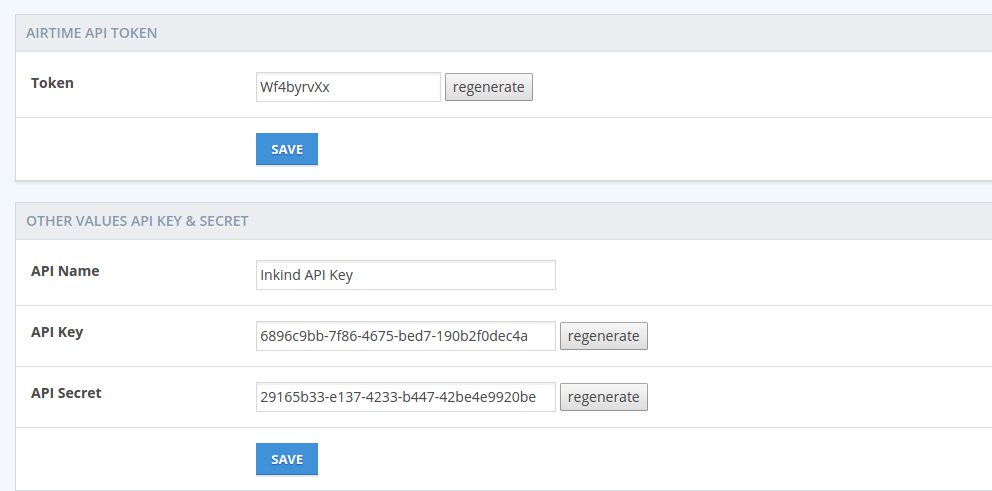 AIRTIME API TOKEN
Token Wf4byrvXx regenerate
SAVE
OTHER VALUES API KEY & SECRET
API Name Inkind API Key
API Key 6896c9bb-7f86-4675-bed7-190b2f0dec4a regenerate
API Secret 29165b33-e137-4233-b447-42be4e9920be regenerate
SAVE